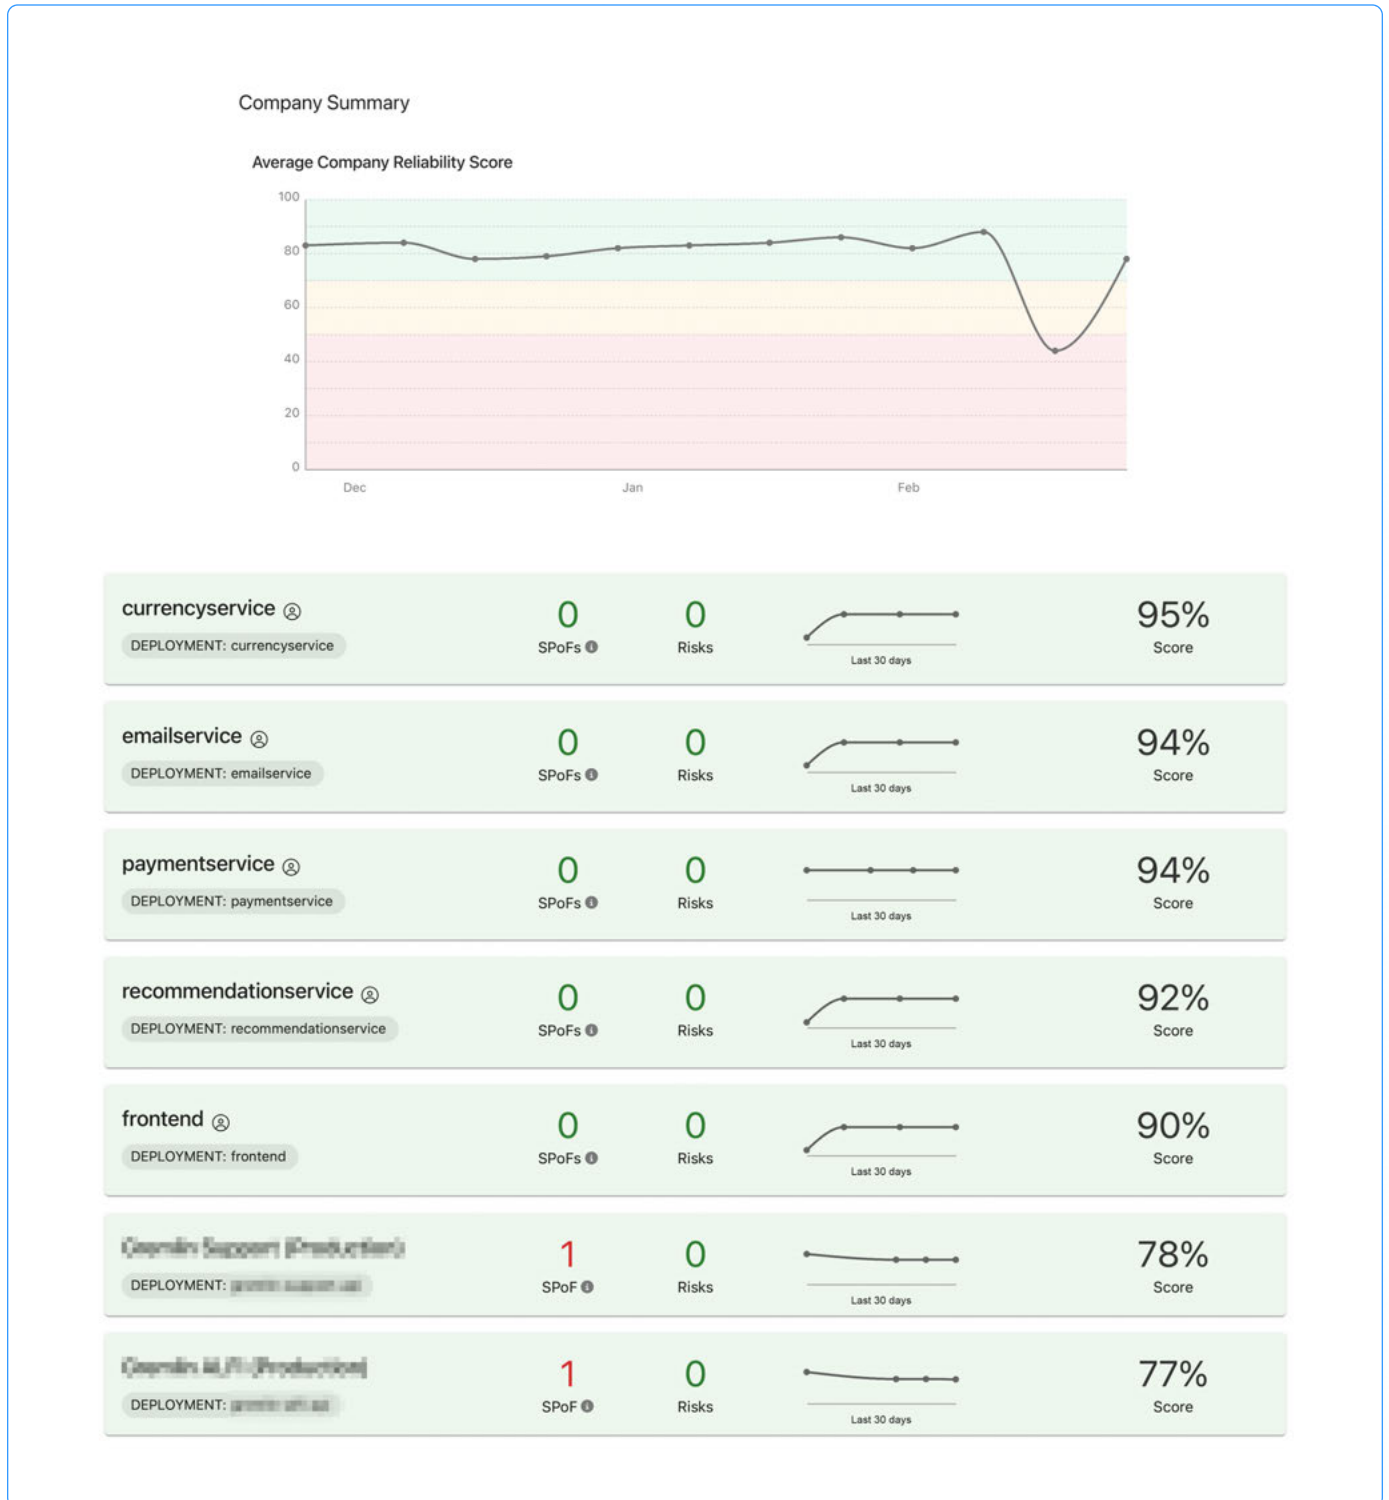 Company Summary
Average Company Reliability Score
100
80
60
40
20
0
Dec Jan Feb
currencyservice
DEPLOYMENT: currencyservice
0 0 95%
SPoFs Risks Last 30 days Score
emailservice
DEPLOYMENT: emailservice
0 0 94%
SPoFs Risks Last 30 days Score
paymentservice
DEPLOYMENT: paymentservice
0 0 94%
SPoFs Risks Last 30 days Score
recommendationservice
DEPLOYMENT: recommendationservice
0 0 92%
SPoFs Risks Last 30 days Score
frontend
DEPLOYMENT: frontend
0 0 90%
SPoFs Risks Last 30 days Score
DEPLOYMENT:
1 0 78%
SPoF Risks Last 30 days Score
DEPLOYMENT:
1 0 77%
SPoF Risks Last 30 days Score